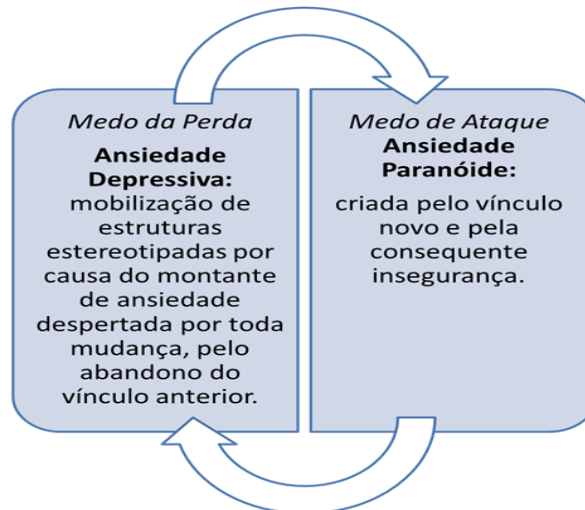 Medo da Perda
Ansiedade
Depressiva:
mobilização de
estruturas
estereotipadas por
causa do montante
de ansiedade
despertada por toda
mudança, pelo
abandono do
vínculo anterior.
Medo de Ataque
Ansiedade
Paranóide:
criada pelo vínculo
novo e pela
consequente
insegurança.